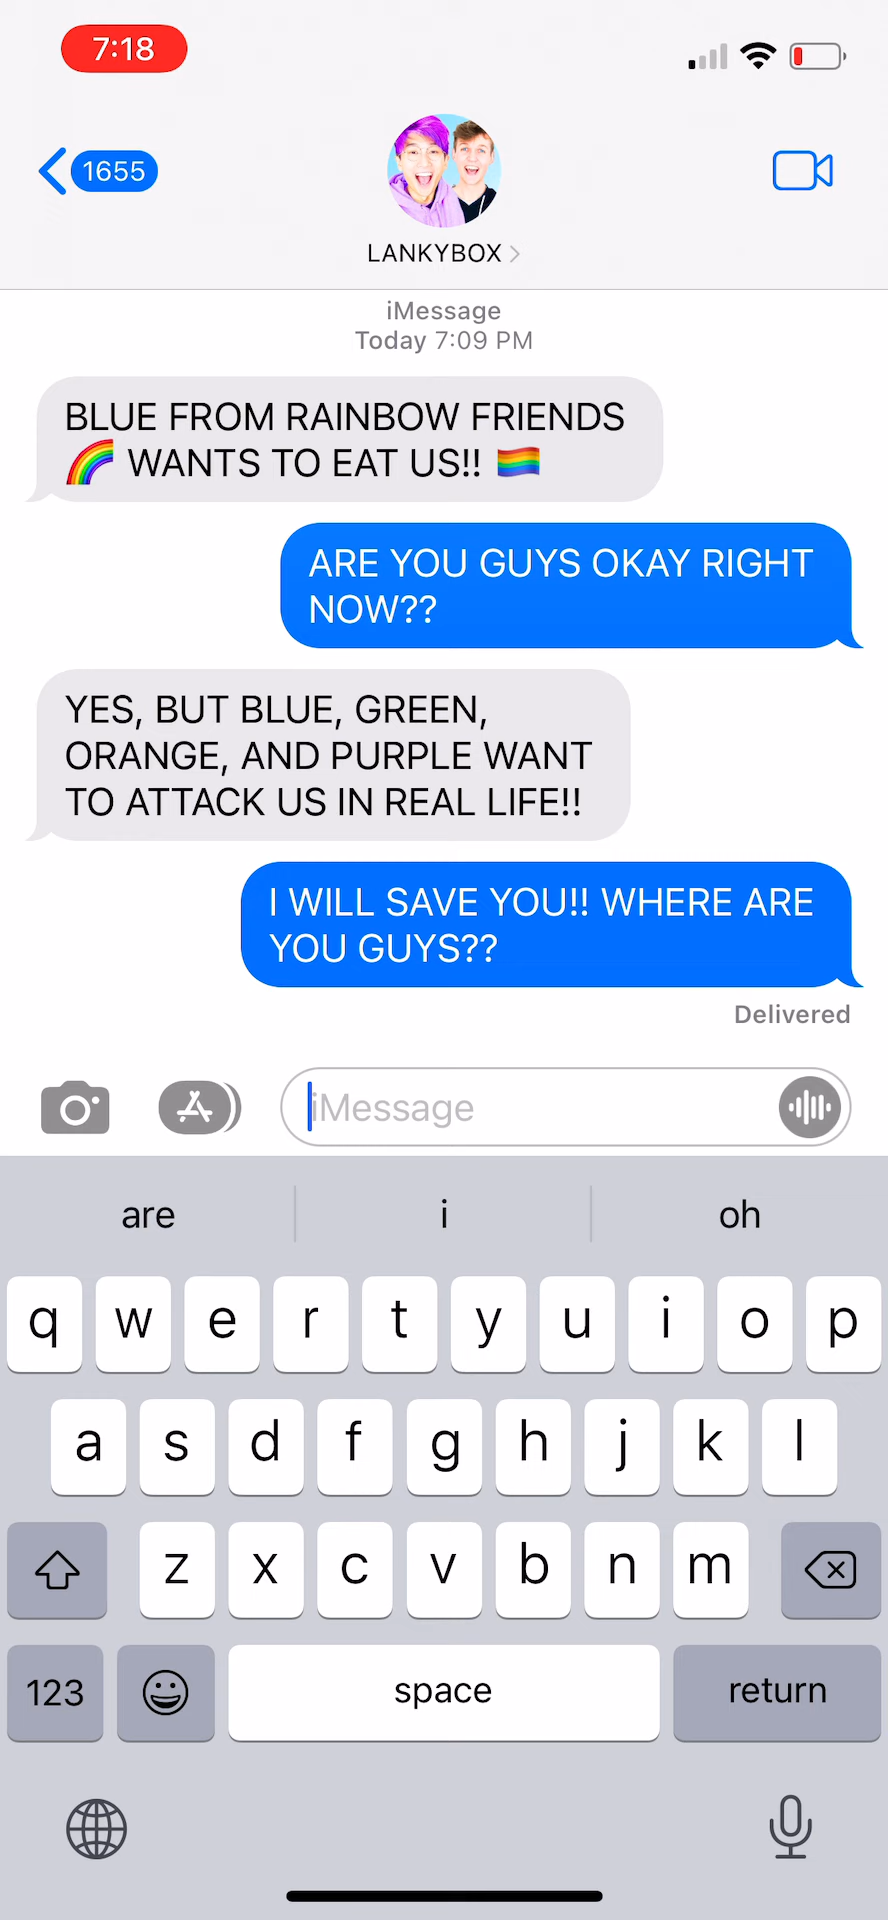 7:18
1655
LANKYBOX
iMessage
Today 7:09 PM
BLUE FROM RAINBOW FRIENDS
🌈 WANTS TO EAT US!! 🏳️‍🌈
ARE YOU GUYS OKAY RIGHT
NOW??
YES, BUT BLUE, GREEN,
ORANGE, AND PURPLE WANT
TO ATTACK US IN REAL LIFE!!
I WILL SAVE YOU!! WHERE ARE
YOU GUYS??
Delivered
iMessage
are i oh
q w e r t y u i o p
a s d f g h j k l
z x c v b n m
123 space return